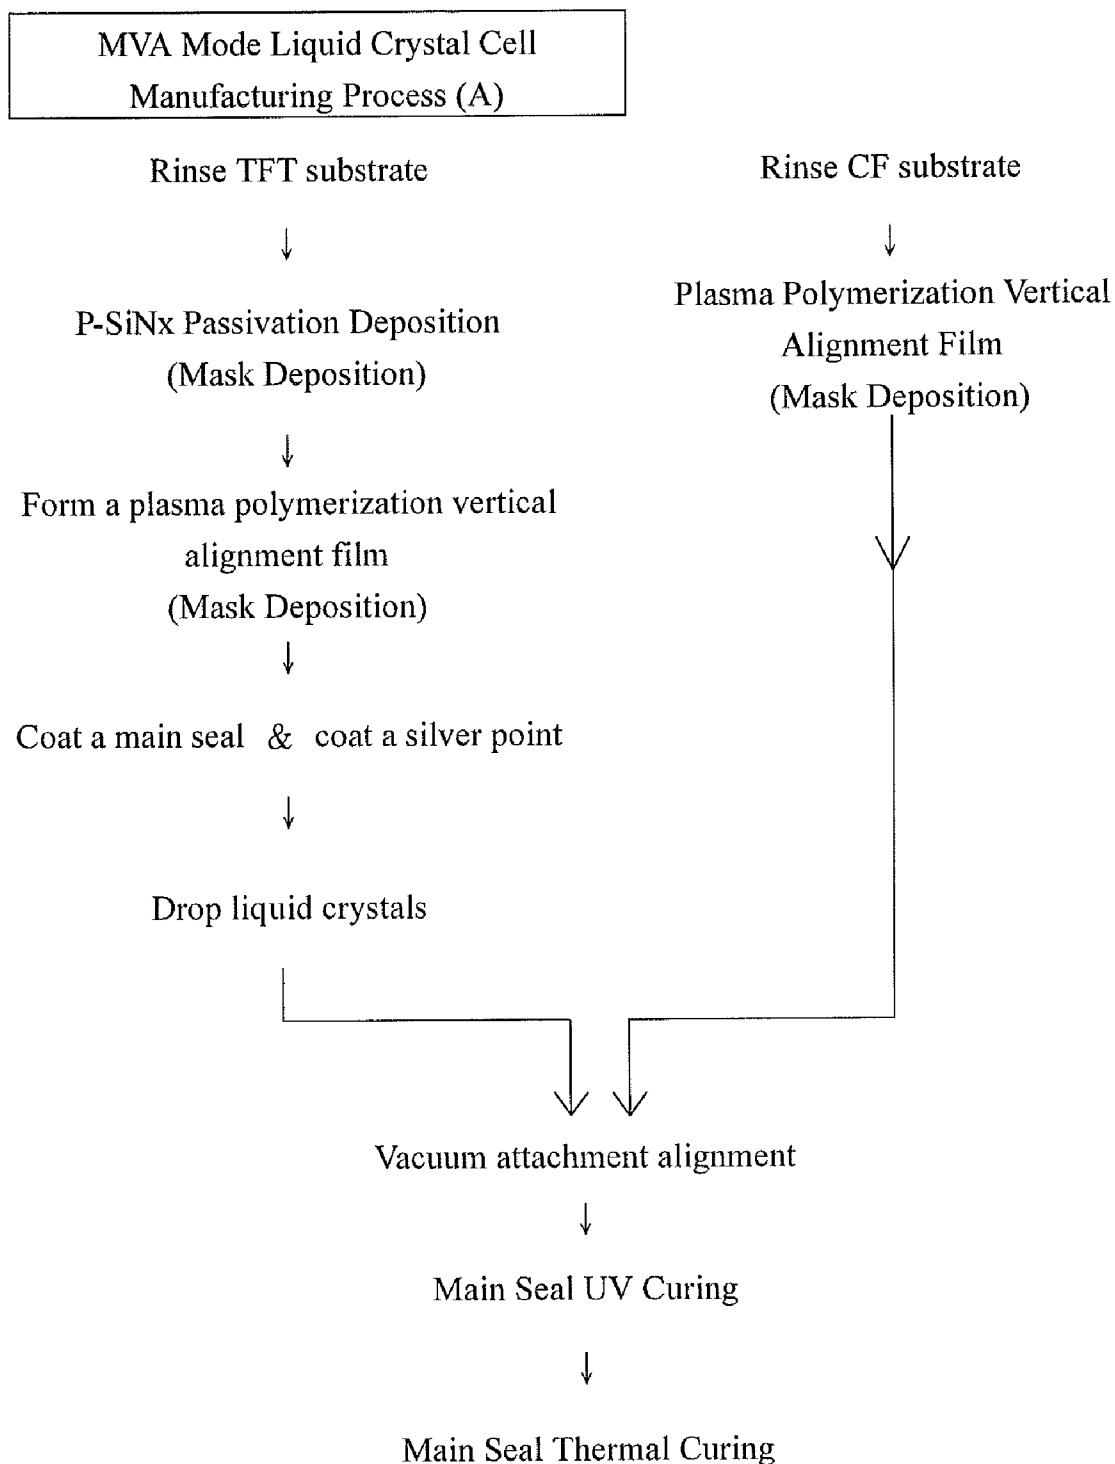 MVA Mode Liquid Crystal Cell
Manufacturing Process (A)
Rinse TFT substrate
P-SiNx Passivation Deposition
(Mask Deposition)
Form a plasma polymerization vertical
alignment film
(Mask Deposition)
Coat a main seal & coat a silver point
Drop liquid crystals
Rinse CF substrate
Plasma Polymerization Vertical
Alignment Film
(Mask Deposition)
Vacuum attachment alignment
Main Seal UV Curing
Main Seal Thermal Curing